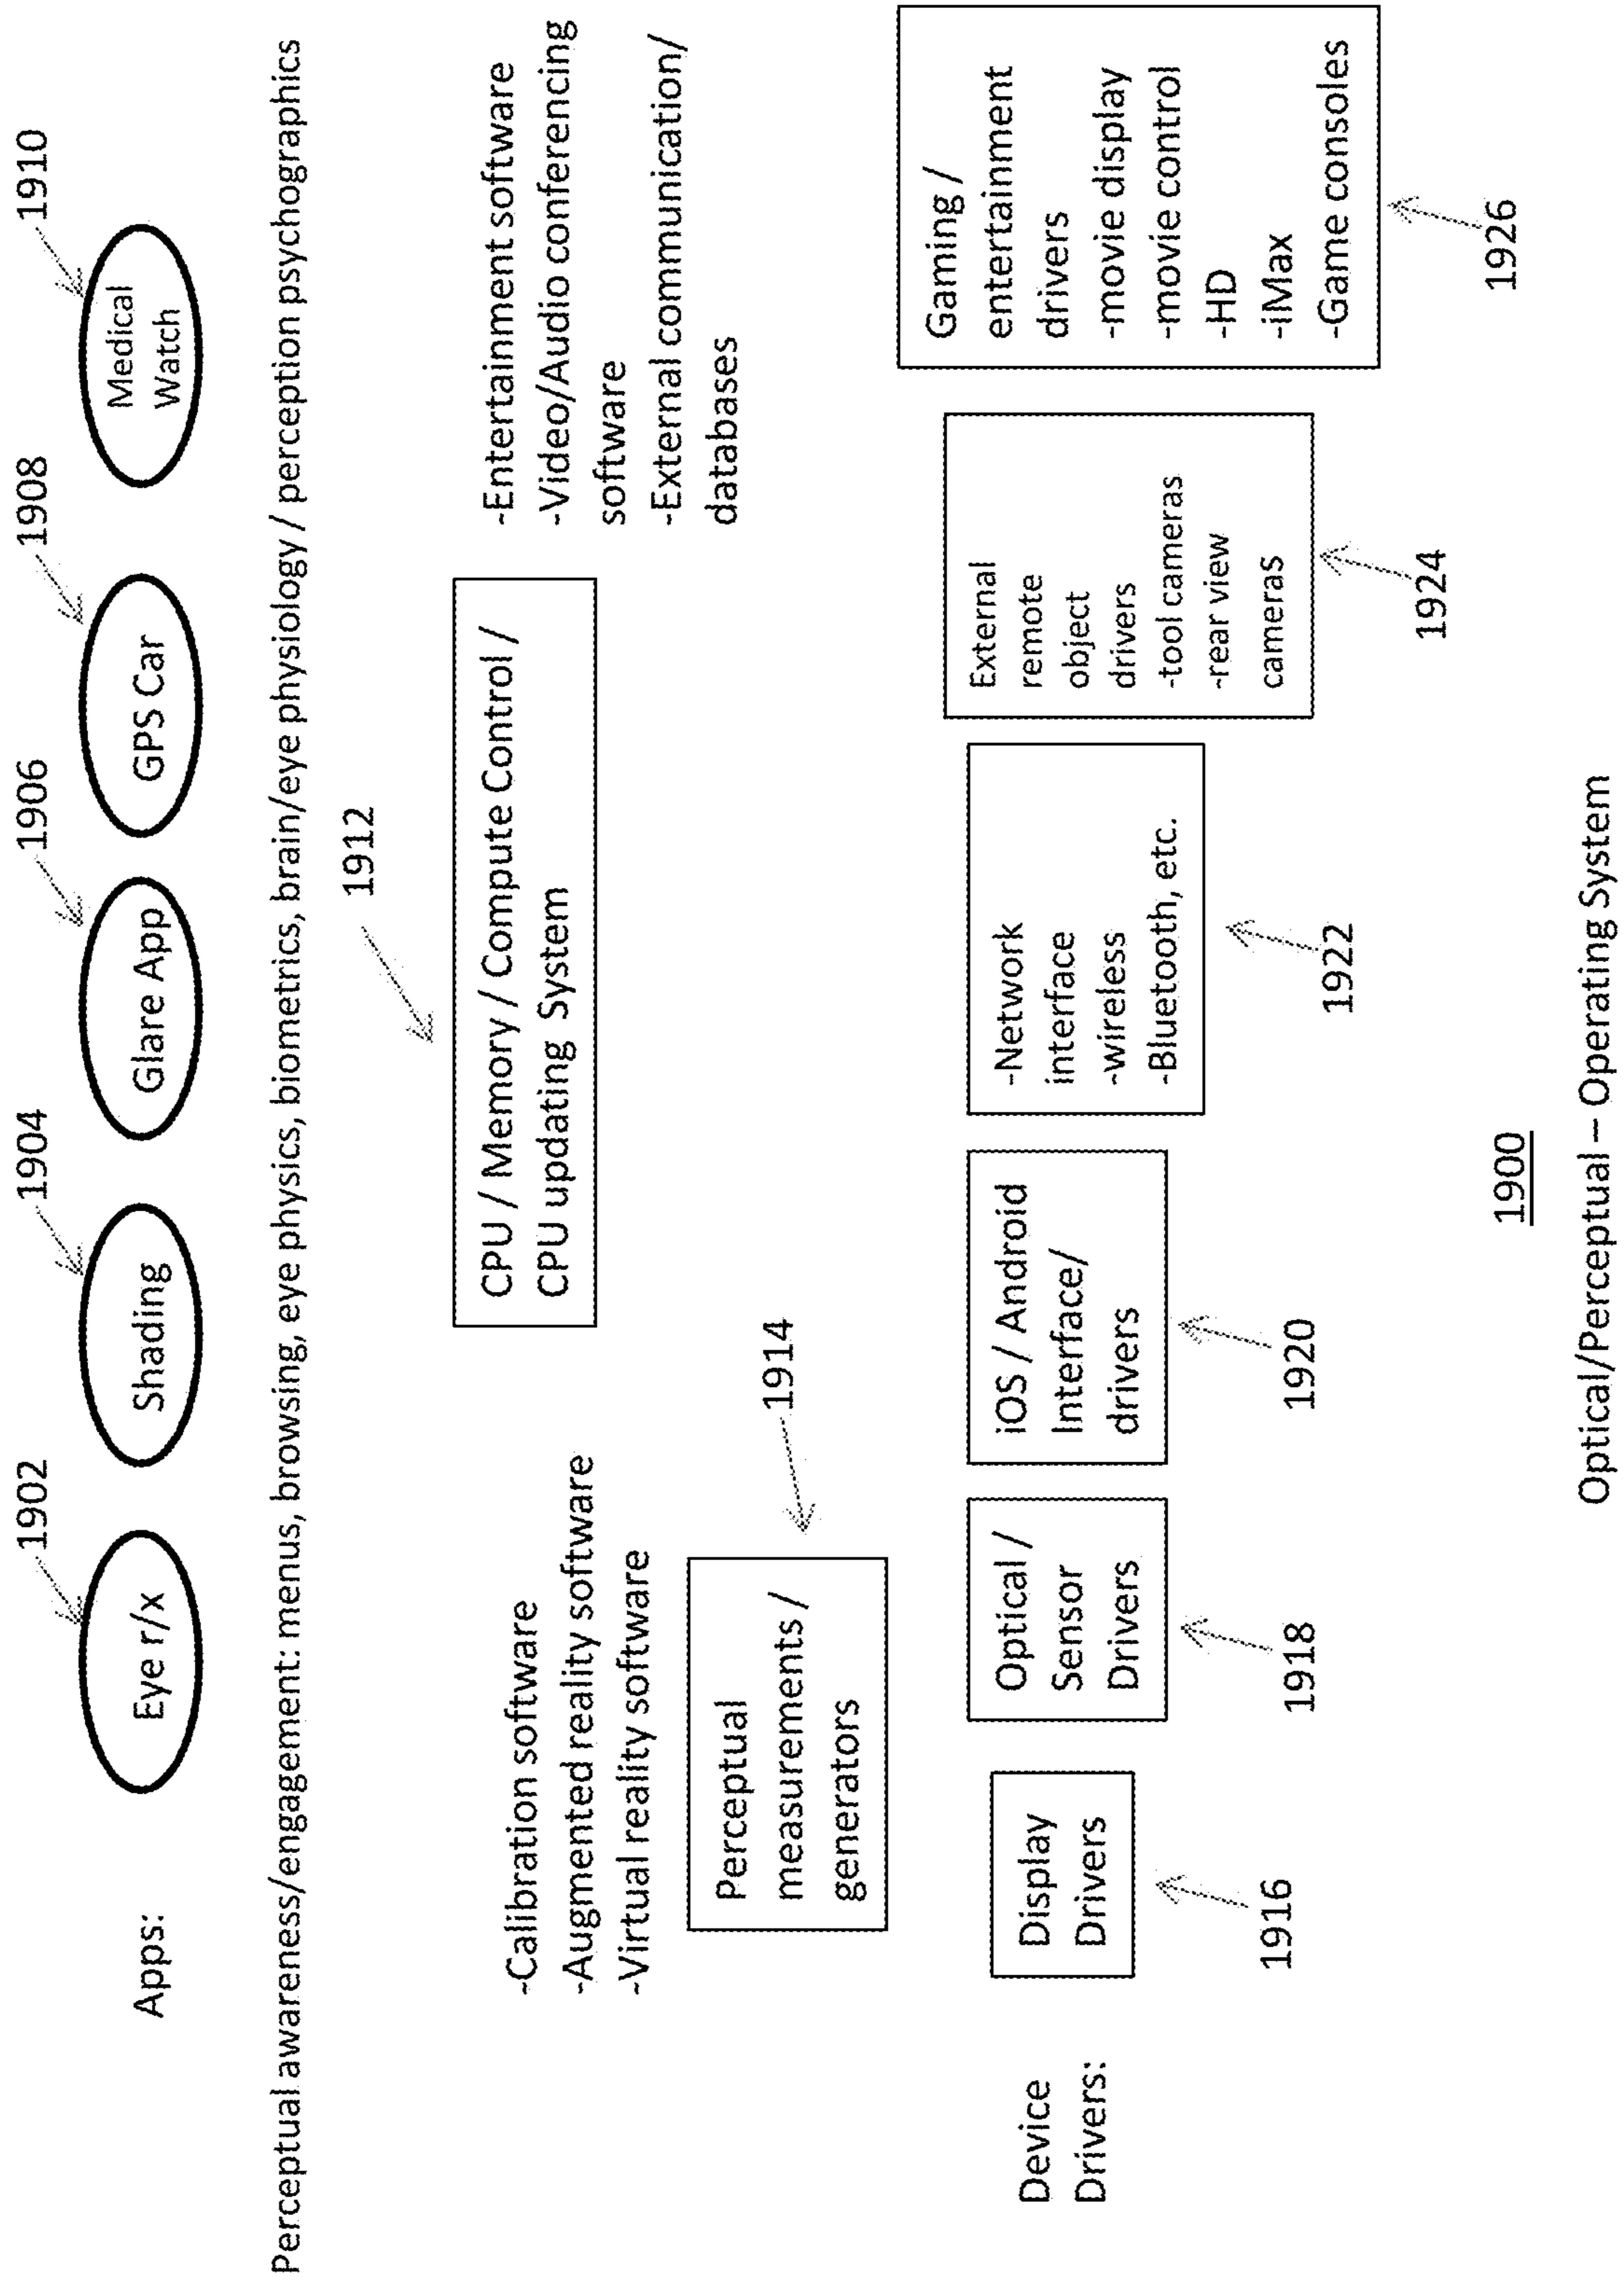 1902
1904
1906
1908
1910
Apps:
Eye r/x
Shading
Glare App
GPS Car
Medical
Watch
Perceptual awareness/engagement: menus, browsing, eye physics, biometrics, brain/eye physiology / perception psychographics
1912
-Calibration software
-Augmented reality software
-Virtual reality software
CPU / Memory / Compute Control /
CPU updating System
-Entertainment software
-Video/Audio conferencing
software
-External communication/
databases
1914
Perceptual
measurements /
generators
Device
Drivers:
Display
Drivers
1916
Optical /
Sensor
Drivers
1918
iOS / Android
Interface/
drivers
1920
-Network
interface
-wireless
-Bluetooth, etc.
1922
External
remote
object
drivers
-tool cameras
-rear view
cameras
1924
Gaming /
entertainment
drivers
-movie display
-movie control
-HD
-iMax
-Game consoles
1926
1900
Optical/Perceptual – Operating System